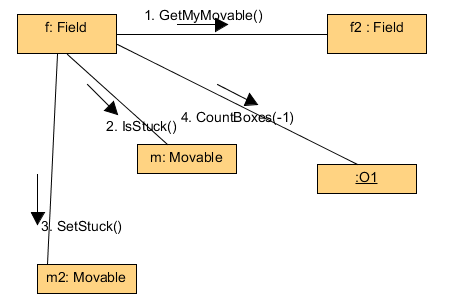 1. GetMyMovable()
f: Field
f2 : Field
4. CountBoxes(-1)
2. IsStuck()
m: Movable
:O1
3. SetStuck()
m2: Movable